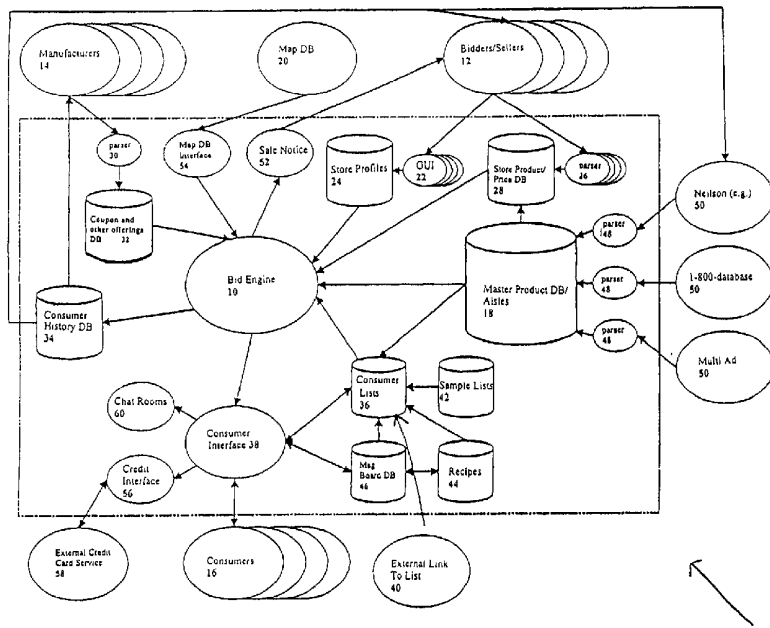 Manufacturers
14
Map DB
20
Bidders/Sellers
12
parser
30
Map DB
Interface
54
Sale Notice
52
Store Profiles
24
GUI
22
Store Product/
Price DB
28
parser
26
Neilson (e.g.)
50
Coupon and
other offerings
DB 32
parser
148
Bid Engine
10
Master Product DB/
Aisles
18
parser
48
1-800-database
50
Consumer
History DB
34
parser
48
Multi Ad
50
Consumer
Lists
36
Sample Lists
42
Chat Rooms
60
Consumer
Interface 38
Msg
Board DB
46
Recipes
44
Credit
Interface
56
External Credit
Card Service
58
Consumers
16
External Link
To List
40